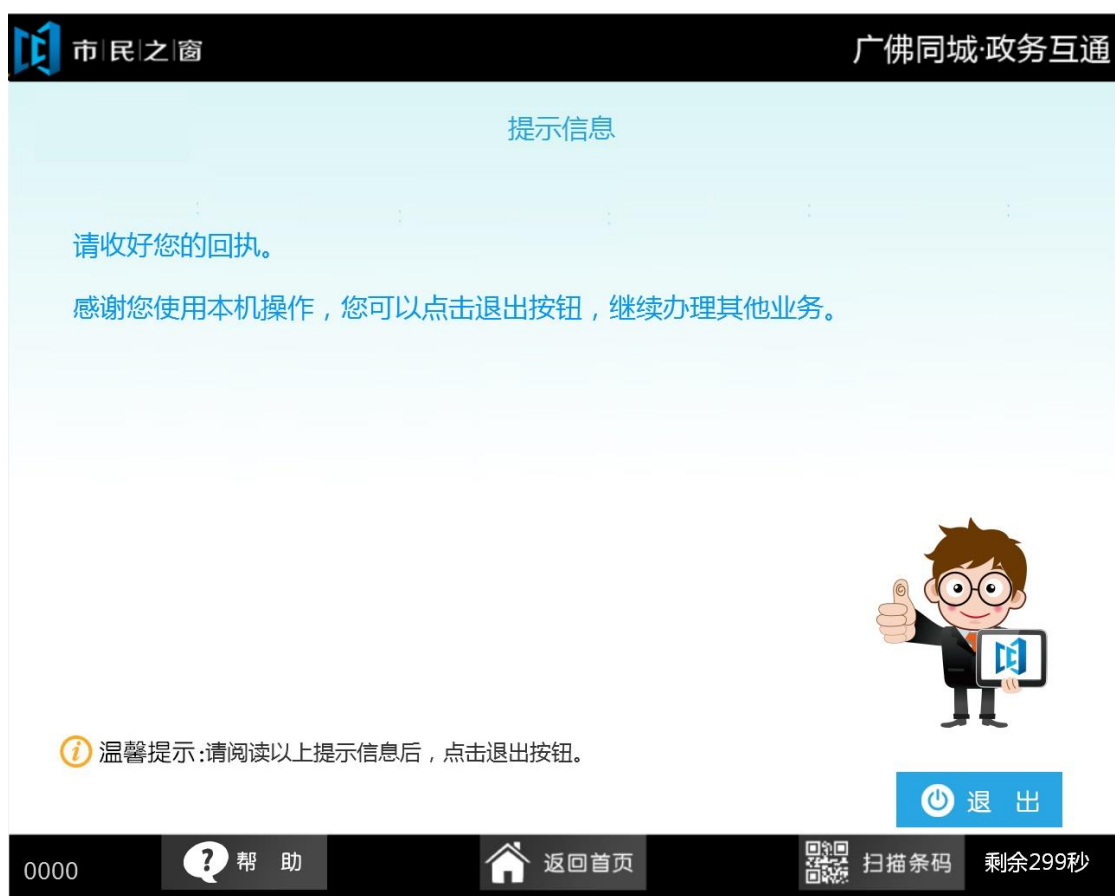 市民之窗
广佛同城·政务互通
提示信息
请收好您的回执。
感谢您使用本机操作，您可以点击退出按钮，继续办理其他业务。
温馨提示:请阅读以上提示信息后，点击退出按钮。
退 出
0000
帮 助
返回首页
扫描条码
剩余299秒